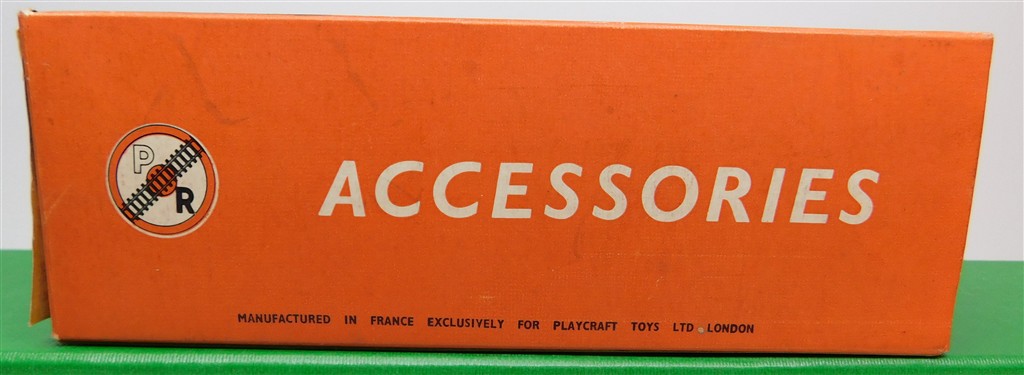 P
R
ACCESSORIES
MANUFACTURED IN FRANCE EXCLUSIVELY FOR PLAYCRAFT TOYS LTD. LONDON